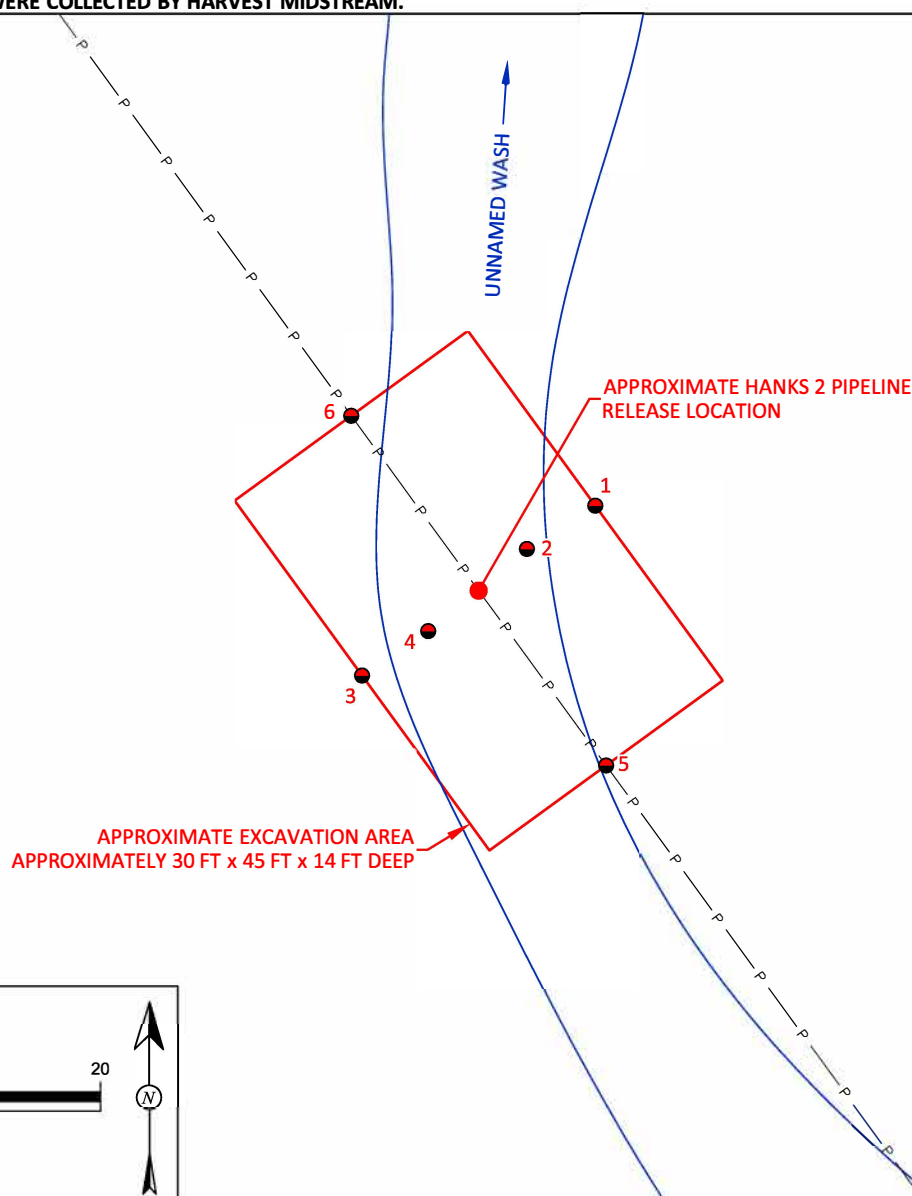 WERE COLLECTED BY HARVEST MIDSTREAM.
P
P
P
P
P
P
UNNAMED WASH
P
APPROXIMATE HANKS 2 PIPELINE
RELEASE LOCATION
6
P
P
1
2
P
P
4
P
3
P
5
P
APPROXIMATE EXCAVATION AREA
APPROXIMATELY 30 FT x 45 FT x 14 FT DEEP
P
P
P
P
20
N
P
P